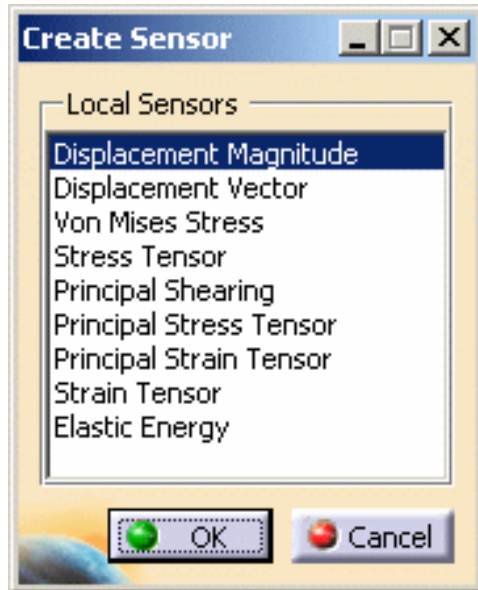 Create Sensor
Local Sensors
Displacement Magnitude
Displacement Vector
Von Mises Stress
Stress Tensor
Principal Shearing
Principal Stress Tensor
Principal Strain Tensor
Strain Tensor
Elastic Energy
OK Cancel